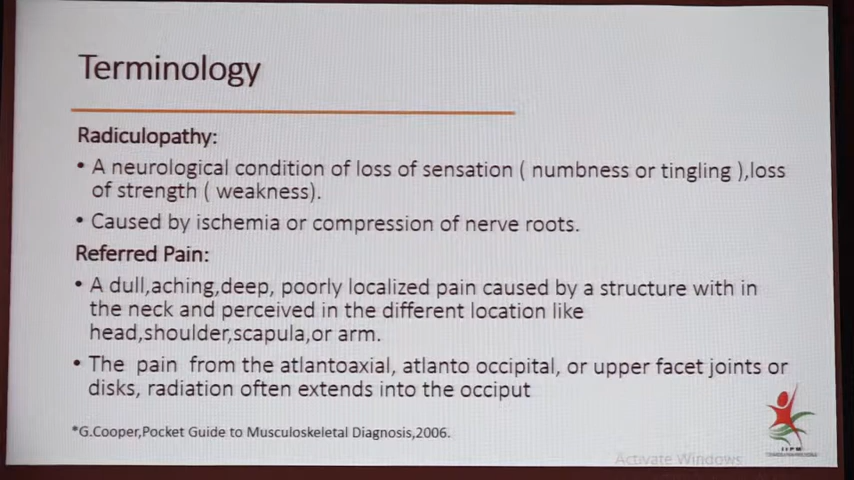 Terminology
Radiculopathy:
• A neurological condition of loss of sensation ( numbness or tingling ),loss
of strength ( weakness).
• Caused by ischemia or compression of nerve roots.
Referred Pain:
• A dull,aching,deep, poorly localized pain caused by a structure with in
the neck and perceived in the different location like
head,shoulder,scapula,or arm.
• The pain from the atlantoaxial, atlanto occipital, or upper facet joints or
disks, radiation often extends into the occiput
*G.Cooper,Pocket Guide to Musculoskeletal Diagnosis,2006.
Activate Windows